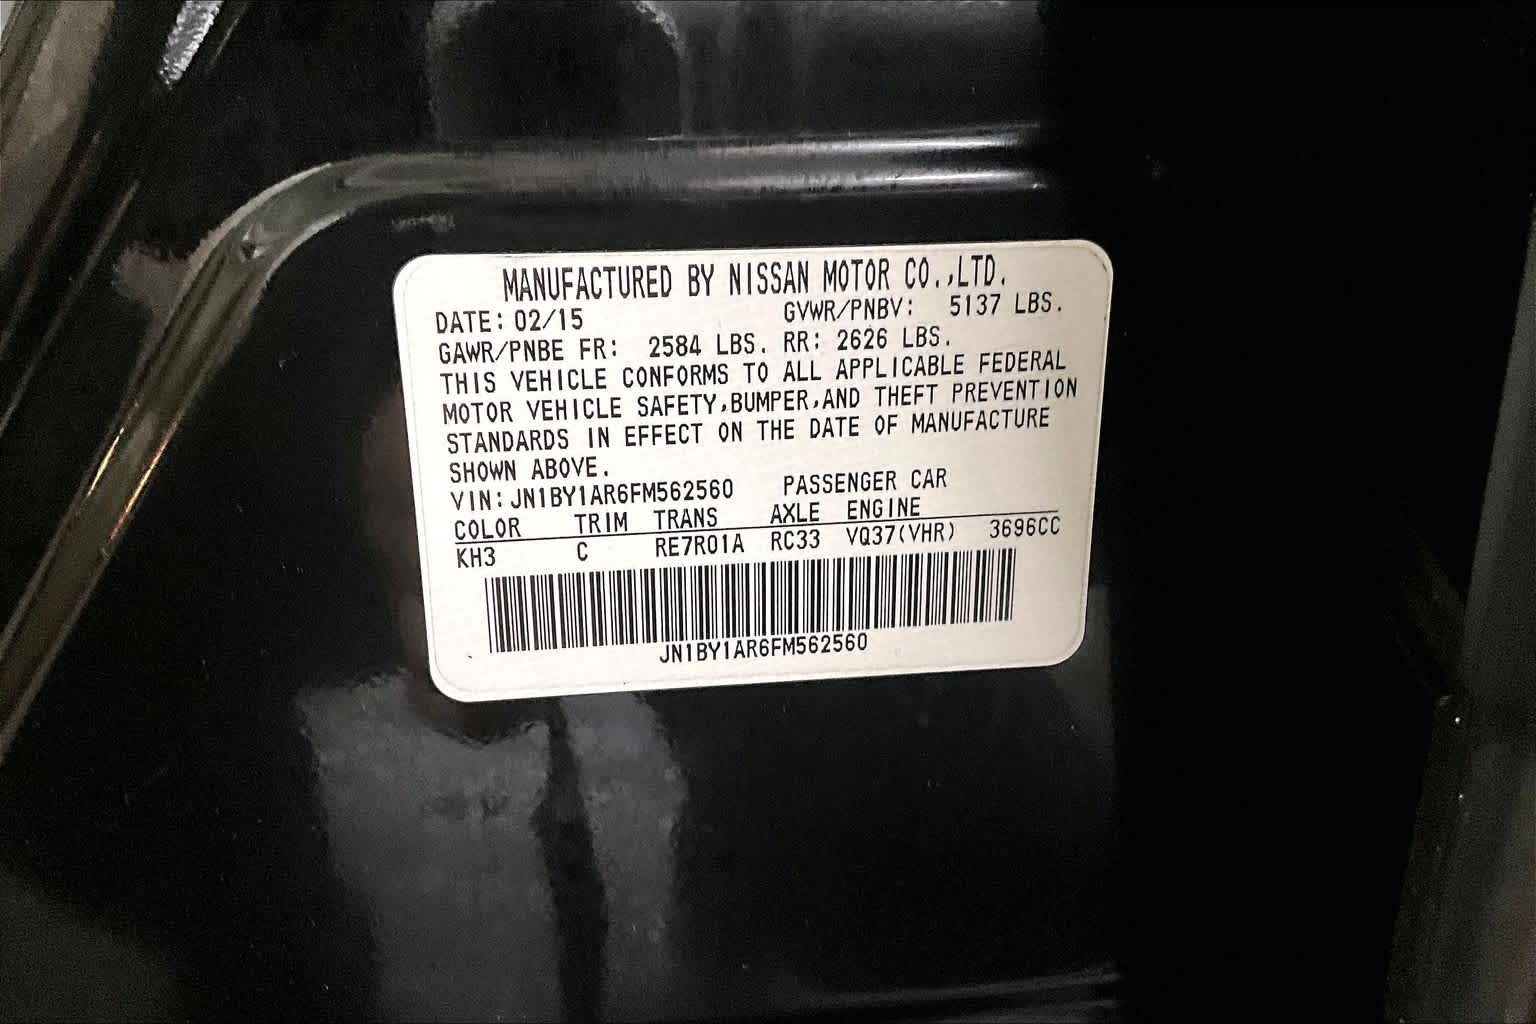 MANUFACTURED BY NISSAN MOTOR CO.,LTD.
DATE: 02/15 GVWR/PNBV: 5137 LBS.
GAWR/PNBE FR: 2584 LBS. RR: 2626 LBS.
THIS VEHICLE CONFORMS TO ALL APPLICABLE FEDERAL
MOTOR VEHICLE SAFETY,BUMPER,AND THEFT PREVENTION
STANDARDS IN EFFECT ON THE DATE OF MANUFACTURE
SHOWN ABOVE.
VIN: JN1BY1AR6FM562560 PASSENGER CAR
COLOR TRIM TRANS AXLE ENGINE
KH3 C RE7R01A RC33 VQ37(VHR) 3696CC
JN1BY1AR6FM562560